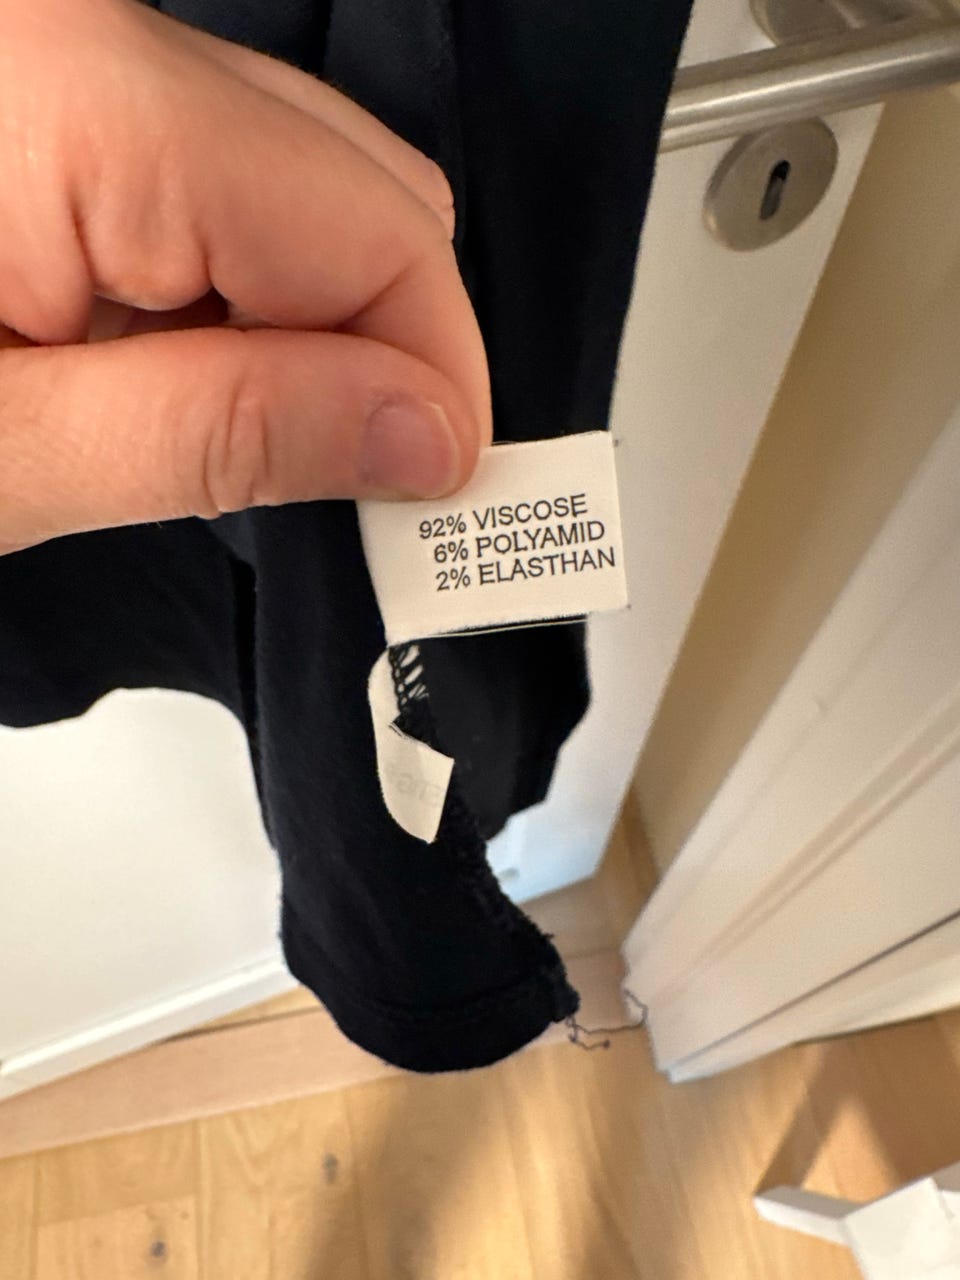 92% VISCOSE
6% POLYAMID
2% ELASTHAN